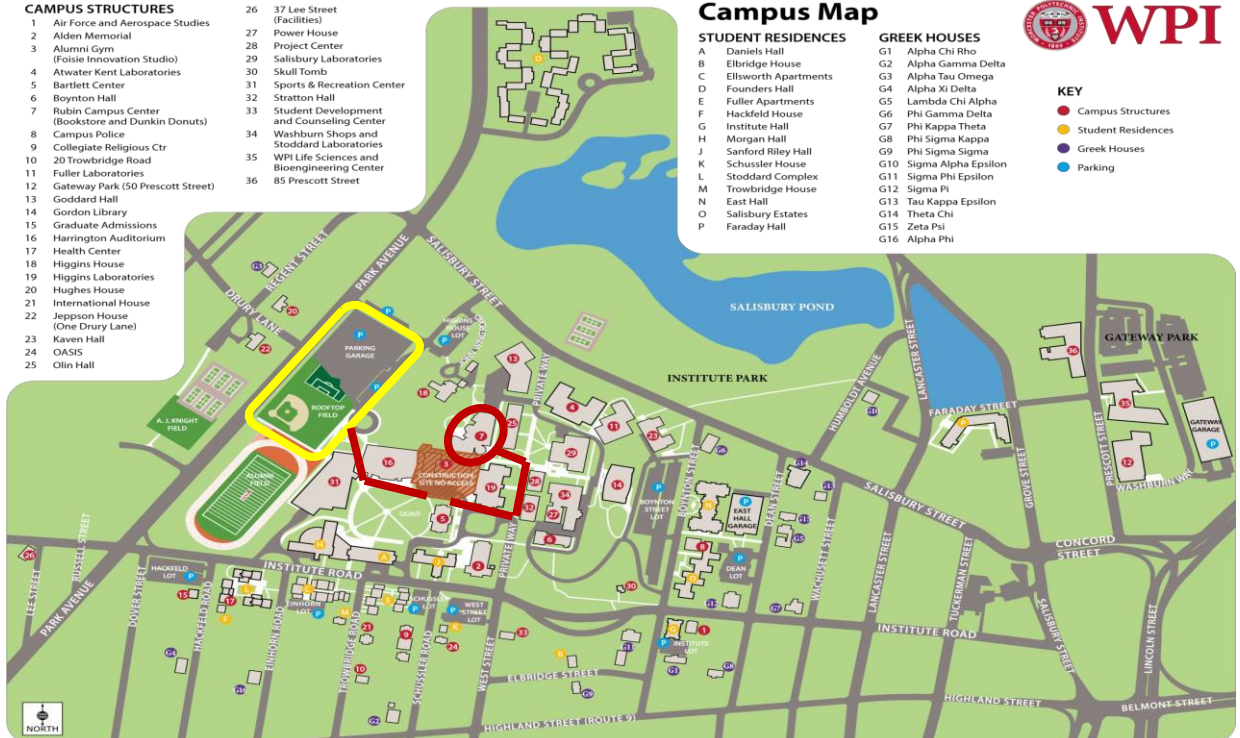 CAMPUS STRUCTURES
1 Air Force and Aerospace Studies
2 Alden Memorial
3 Alumni Gym
(Foisie Innovation Studio)
4 Atwater Kent Laboratories
5 Bartlett Center
6 Boynton Hall
7 Rubin Campus Center
(Bookstore and Dunkin Donuts)
8 Campus Police
9 Collegiate Religious Ctr
10 20 Trowbridge Road
11 Fuller Laboratories
12 Gateway Park (50 Prescott Street)
13 Goddard Hall
14 Gordon Library
15 Graduate Admissions
16 Harrington Auditorium
17 Health Center
18 Higgins House
19 Higgins Laboratories
20 Hughes House
21 International House
22 Jeppson House
(One Drury Lane)
23 Kaven Hall
24 OASIS
25 Olin Hall
26 37 Lee Street
(Facilities)
27 Power House
28 Project Center
29 Salisbury Laboratories
30 Skull Tomb
31 Sports & Recreation Center
32 Stratton Hall
33 Student Development
and Counseling Center
34 Washburn Shops and
Stoddard Laboratories
35 WPI Life Sciences and
Bioengineering Center
36 85 Prescott Street
Campus Map
STUDENT RESIDENCES
A Daniels Hall
B Elbridge House
C Ellsworth Apartments
D Founders Hall
E Fuller Apartments
F Hackfeld House
G Institute Hall
H Morgan Hall
J Sanford Riley Hall
K Schussler House
L Stoddard Complex
M Trowbridge House
N East Hall
O Salisbury Estates
P Faraday Hall
GREEK HOUSES
G1 Alpha Chi Rho
G2 Alpha Gamma Delta
G3 Alpha Tau Omega
G4 Alpha Xi Delta
G5 Lambda Chi Alpha
G6 Phi Gamma Delta
G7 Phi Kappa Theta
G8 Phi Sigma Kappa
G9 Phi Sigma Sigma
G10 Sigma Alpha Epsilon
G11 Sigma Phi Epsilon
G12 Sigma Pi
G13 Tau Kappa Epsilon
G14 Theta Chi
G15 Zeta Psi
G16 Alpha Phi
WPI
KEY
Campus Structures
Student Residences
Greek Houses
Parking
REGENT STREET
PARK AVENUE
SALISBURY STREET
DRURY LANE
PARKING
GARAGE
HIGGINS
HOUSE
LOT
ROOFTOP
FIELD
A. J. KNIGHT
FIELD
ALUMNI
FIELD
SALISBURY POND
INSTITUTE PARK
PRIVATE WAY
CONSTRUCTION
SITE NO ACCESS
QUAD
PRIVATE WAY
HUMBOLDT AVENUE
LANCASTER STREET
FARADAY STREET
GROVE STREET
PRESCOTT STREET
GATEWAY PARK
GATEWAY
GARAGE
WASHBURN WAY
BOYNTON
STREET
LOT
BOYNTON STREET
EAST
HALL
GARAGE
DEAN STREET
DEAN
LOT
WACHUSETT STREET
LANCASTER STREET
TUCKERMAN STREET
SALISBURY STREET
CONCORD
STREET
SALISBURY STREET
LINCOLN STREET
LEE STREET
RUSSELL STREET
PARK AVENUE
DOVER STREET
HACKFELD
LOT
HACKFELD ROAD
EINHORN ROAD
EINHORN
LOT
INSTITUTE ROAD
TROWBRIDGE ROAD
SCHUSSLER
LOT
SCHUSSLER ROAD
WEST
STREET
LOT
WEST STREET
ELBRIDGE STREET
INSTITUTE
LOT
INSTITUTE ROAD
HIGHLAND STREET (ROUTE 9)
HIGHLAND STREET
BELMONT STREET
NORTH